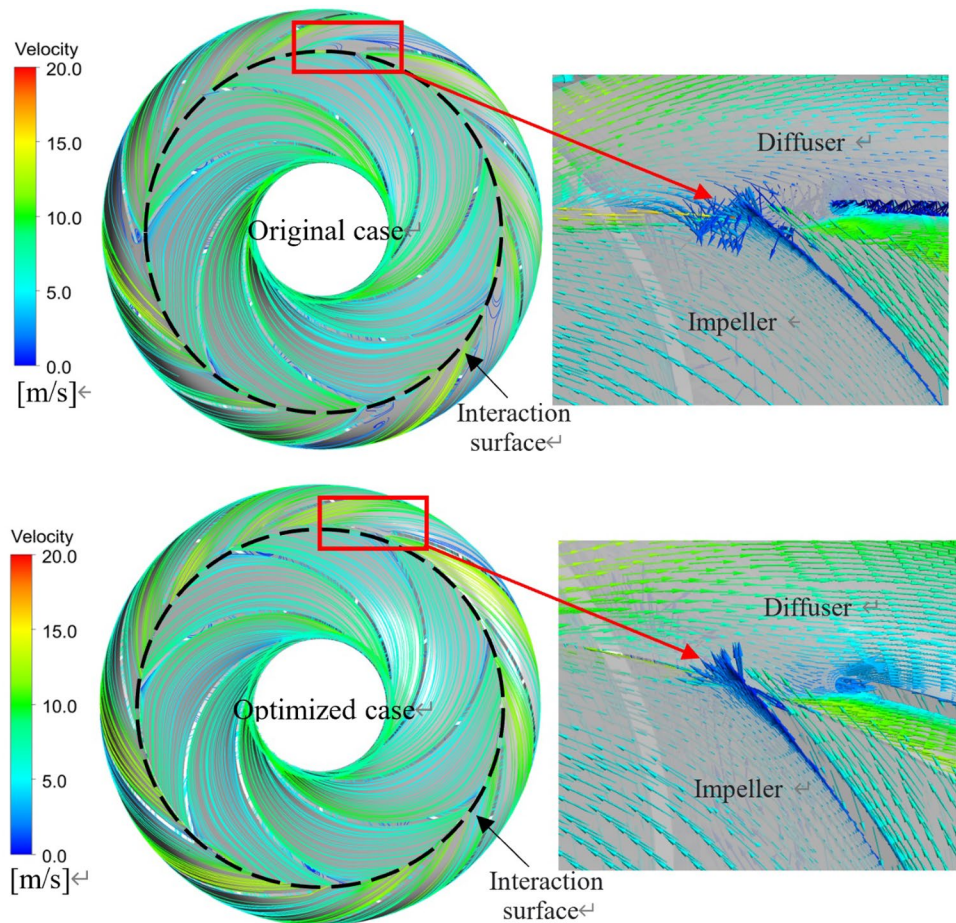 Velocity
20.0
15.0
10.0
5.0
0.0
[m/s]↵
Original case↵
Interaction
surface↵
Diffuser ↵
Impeller ↵
Velocity
20.0
15.0
10.0
5.0
0.0
[m/s]↵
Optimized case↵
Interaction
surface↵
Diffuser ↵
Impeller ↵